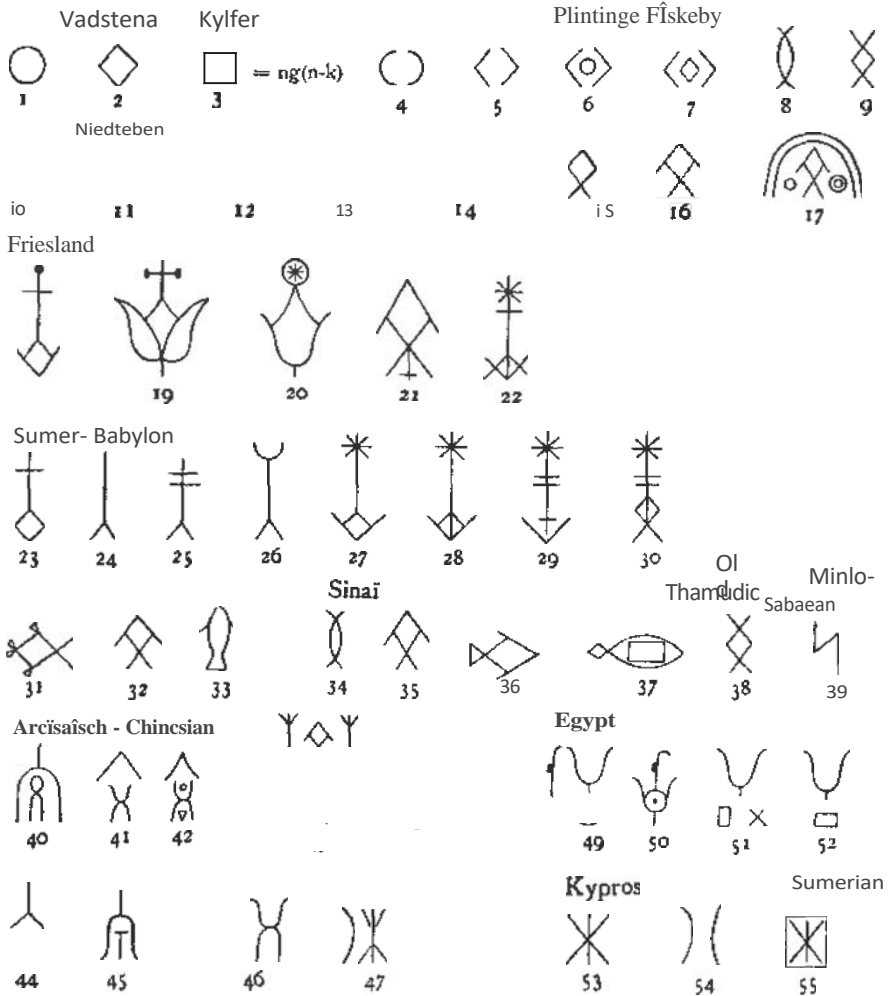 Vadstena Kylfer Plintinge FÎskeby
= ng(n-k)
1 2 3 4 5 6 7 8 9
Niedteben
io 11 12 13 14 i S 16 17
Friesland
19 20 21 22
Sumer- Babylon
23 24 25 26 27 28 29 30
Sinaï Ol
d Minlo-
Thamudic Sabaean
31 32 33 34 35 36 37 38 39
Arcïsaîsch - Chincsian Egypt
40 41 42 49 50 51 52
Kypros Sumerian
44 45 46 47 53 54 55